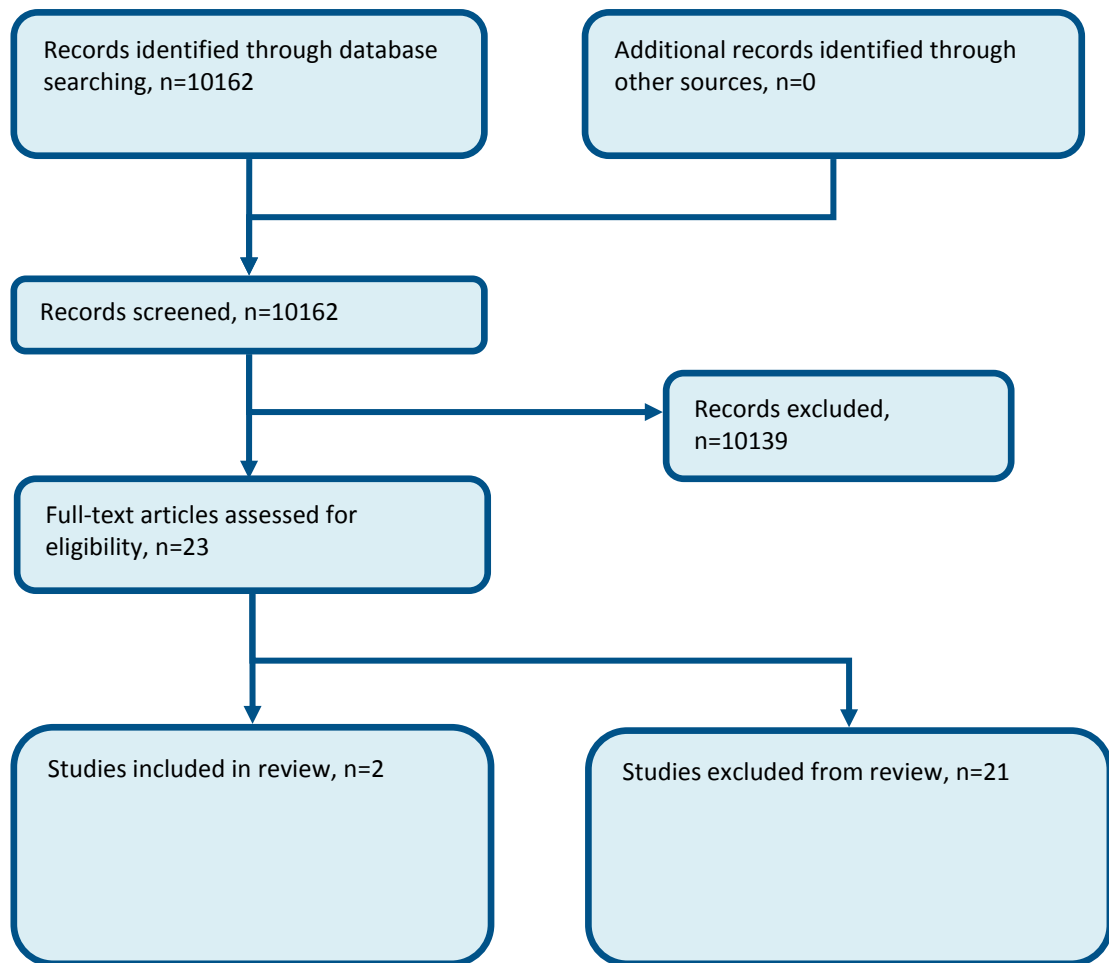 Records identified through database
searching, n=10162
Additional records identified through
other sources, n=0
Records screened, n=10162
Records excluded,
n=10139
Full-text articles assessed for
eligibility, n=23
Studies included in review, n=2
Studies excluded from review, n=21